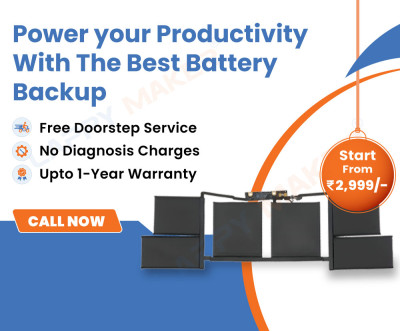 Power your Productivity
With The Best Battery
Backup
Free Doorstep Service
No Diagnosis Charges
Upto 1-Year Warranty
CALL NOW
Start
From
₹2,999/-